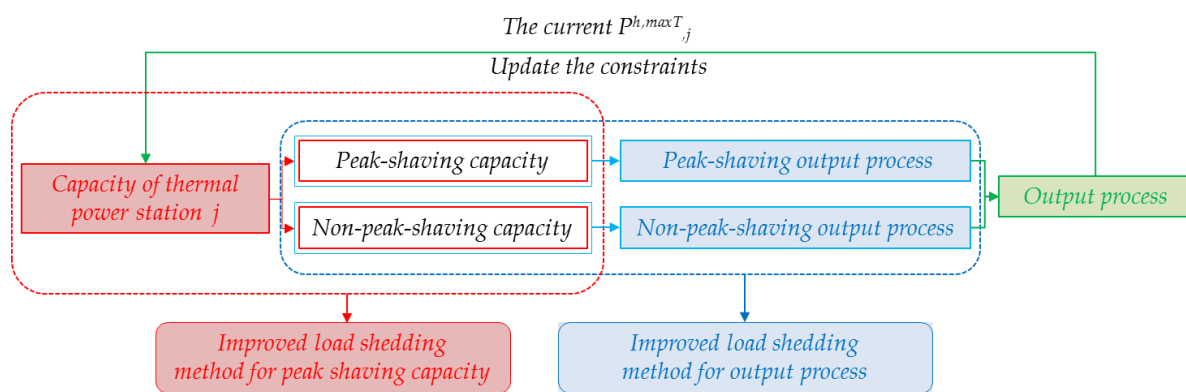 The current P^{h,maxT}_{,j}
Update the constraints
Peak-shaving capacity
Peak-shaving output process
Capacity of thermal
power station j
Output process
Non-peak-shaving capacity
Non-peak-shaving output process
Improved load shedding
method for peak shaving capacity
Improved load shedding
method for output process